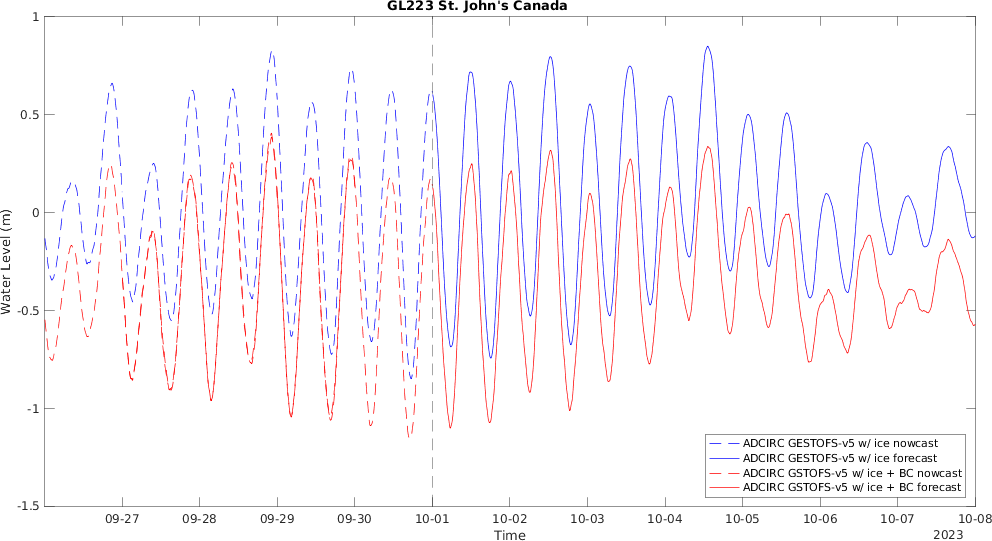 GL223 St. John's Canada
Water Level (m)
1
0.5
0
-0.5
-1
-1.5
09-27
09-28
09-29
09-30
10-01
10-02
10-03
10-04
10-05
10-06
10-07
10-08
Time
2023
ADCIRC GESTOFS-v5 w/ ice nowcast
ADCIRC GESTOFS-v5 w/ ice forecast
ADCIRC GSTOFS-v5 w/ ice + BC nowcast
ADCIRC GSTOFS-v5 w/ ice + BC forecast